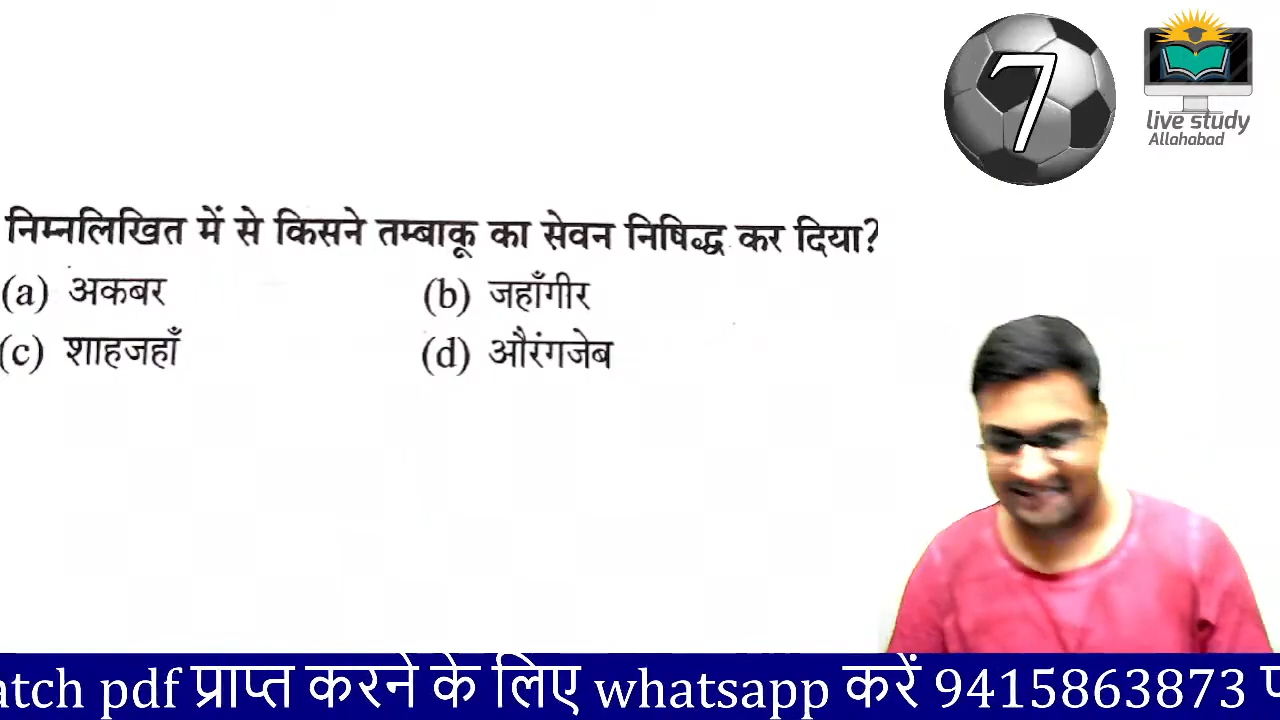 7
live study
Allahabad
निम्नलिखित में से किसने तम्बाकू का सेवन निषिद्ध कर दिया?
(a) अकबर (b) जहाँगीर
(c) शाहजहाँ (d) औरंगजेब
pdf प्राप्त करने के लिए whatsapp करें 9415863873